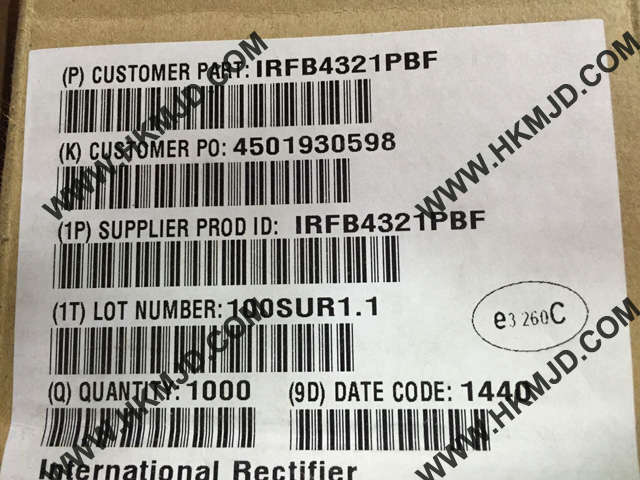 (P) CUSTOMER PART: IRFB4321PBF
(K) CUSTOMER PO: 4501930598
(1P) SUPPLIER PROD ID: IRFB4321PBF
(1T) LOT NUMBER: 100SUR1.1
e3 260C
(Q) QUANTITY: 1000 (9D) DATE CODE: 1440
International Rectifier
WWW.HKMJD.COM
WWW.HKMJD.COM
WWW.HKMJD.COM
WWW.HKMJD.COM